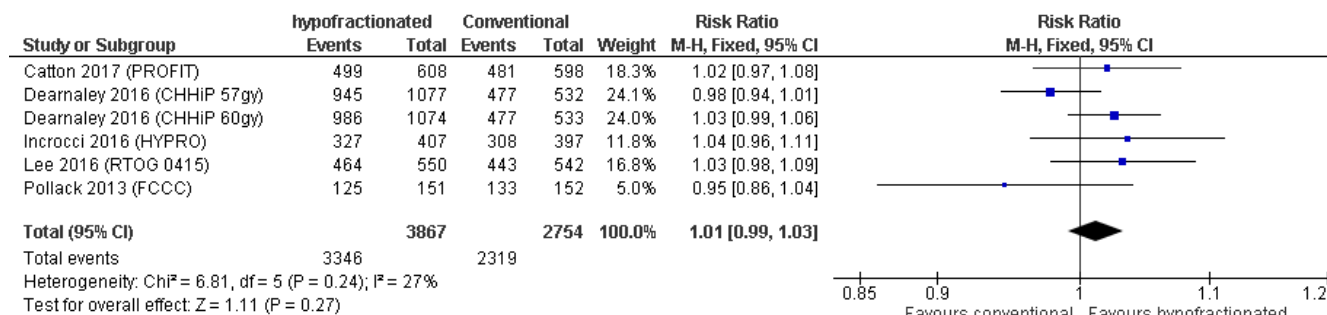 hypofractionated Conventional Risk Ratio Risk Ratio
Study or Subgroup Events Total Events Total Weight M-H, Fixed, 95% CI M-H, Fixed, 95% CI
Catton 2017 (PROFIT) 499 608 481 598 18.3% 1.02 [0.97, 1.08]
Dearnaley 2016 (CHHiP 57gy) 945 1077 477 532 24.1% 0.98 [0.94, 1.01]
Dearnaley 2016 (CHHiP 60gy) 986 1074 477 533 24.0% 1.03 [0.99, 1.06]
Incrocci 2016 (HYPRO) 327 407 308 397 11.8% 1.04 [0.96, 1.11]
Lee 2016 (RTOG 0415) 464 550 443 542 16.8% 1.03 [0.98, 1.09]
Pollack 2013 (FCCC) 125 151 133 152 5.0% 0.95 [0.86, 1.04]
Total (95% CI) 3867 2754 100.0% 1.01 [0.99, 1.03]
Total events 3346 2319
Heterogeneity: Chi² = 6.81, df = 5 (P = 0.24); I² = 27%
Test for overall effect: Z = 1.11 (P = 0.27)
0.85 0.9 1 1.1 1.2
Favours conventional Favours hypofractionated